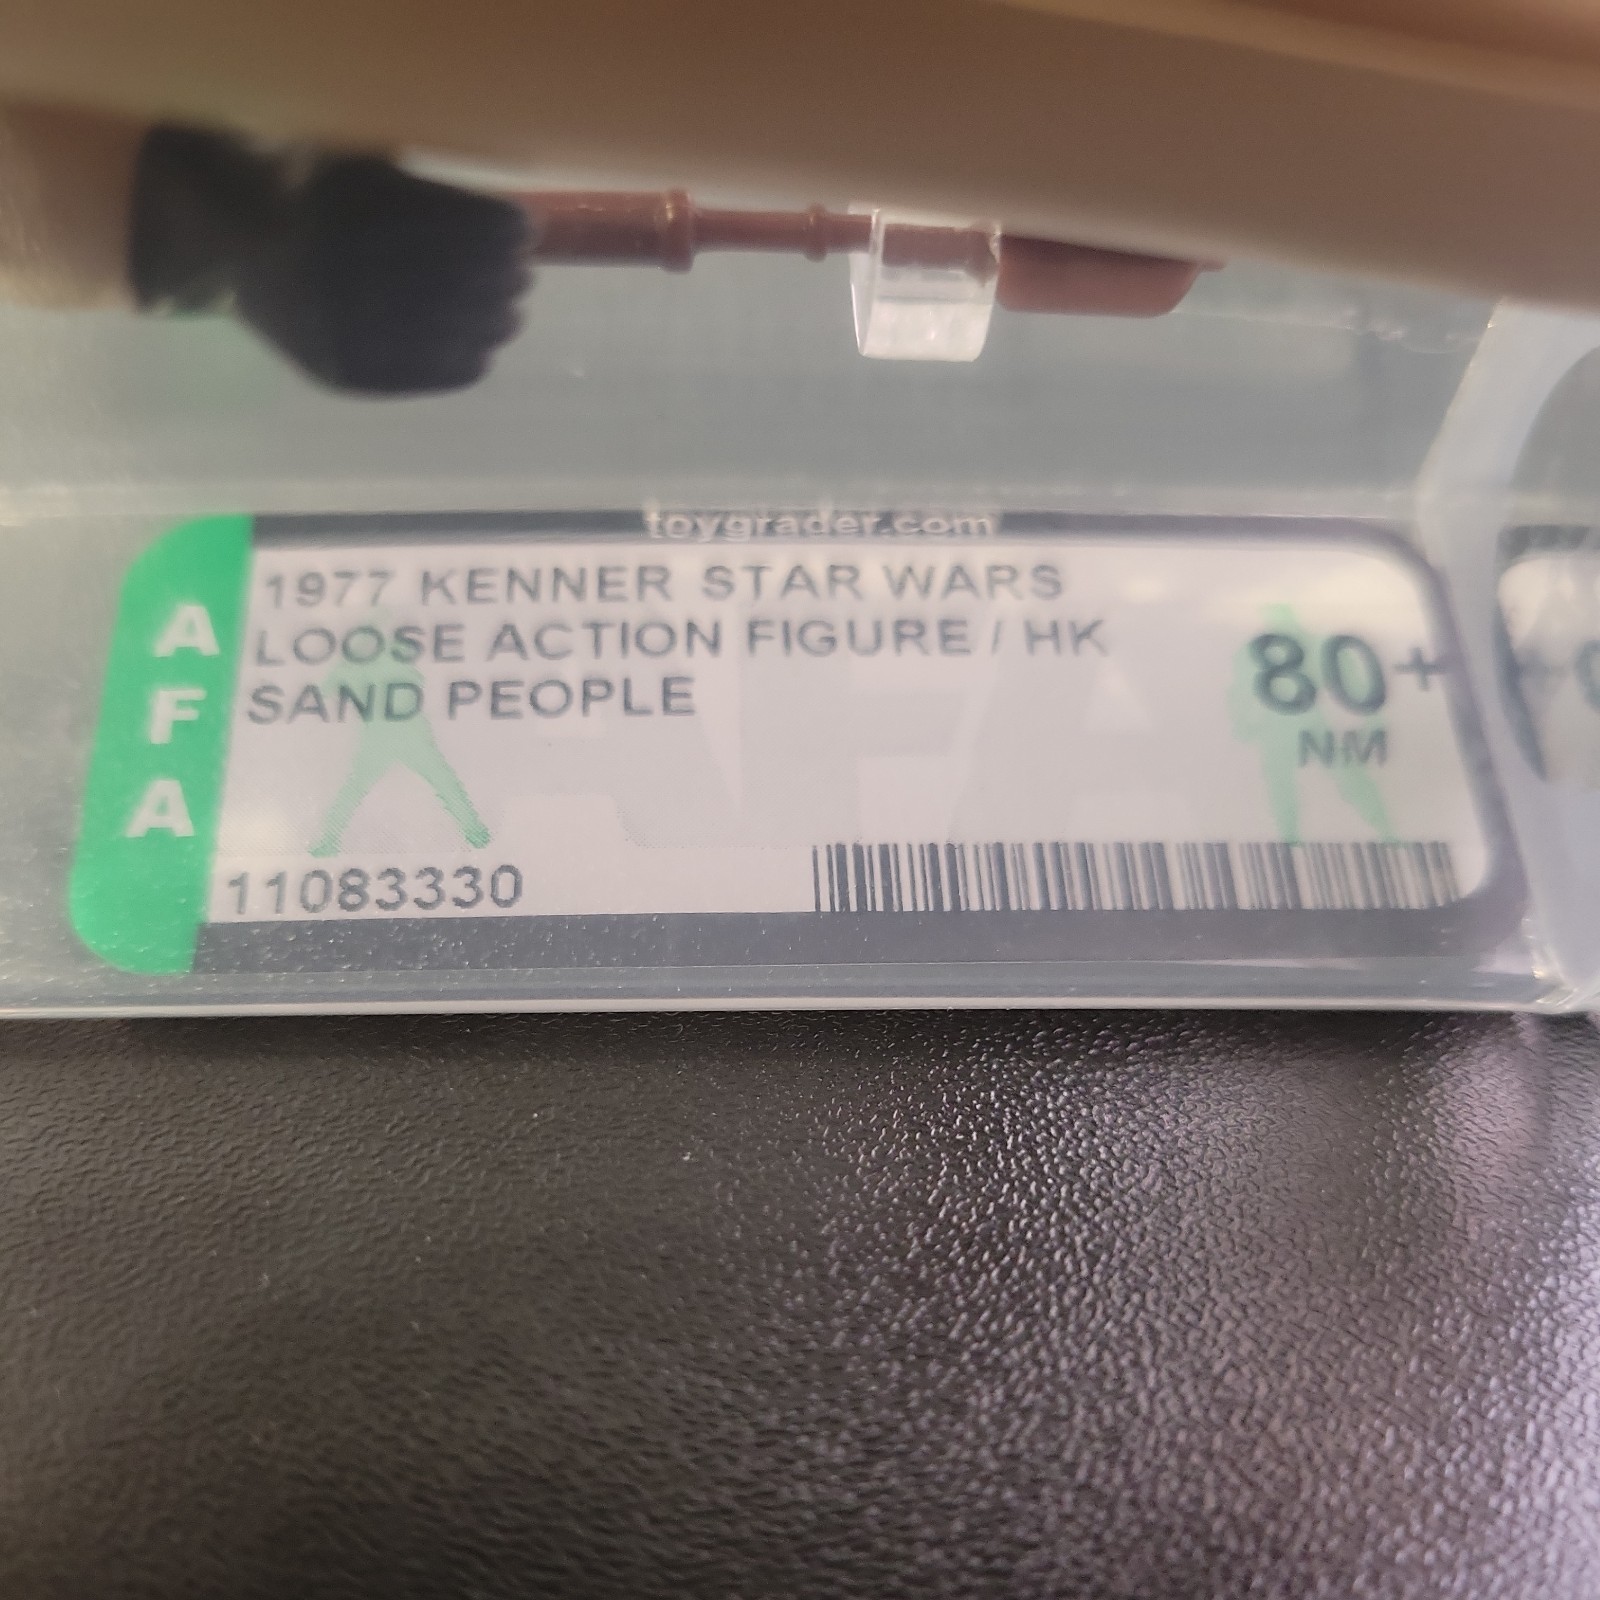 toygrader.com
AFA
1977 KENNER STAR WARS
LOOSE ACTION FIGURE / HK
SAND PEOPLE
80+
NM
11083330